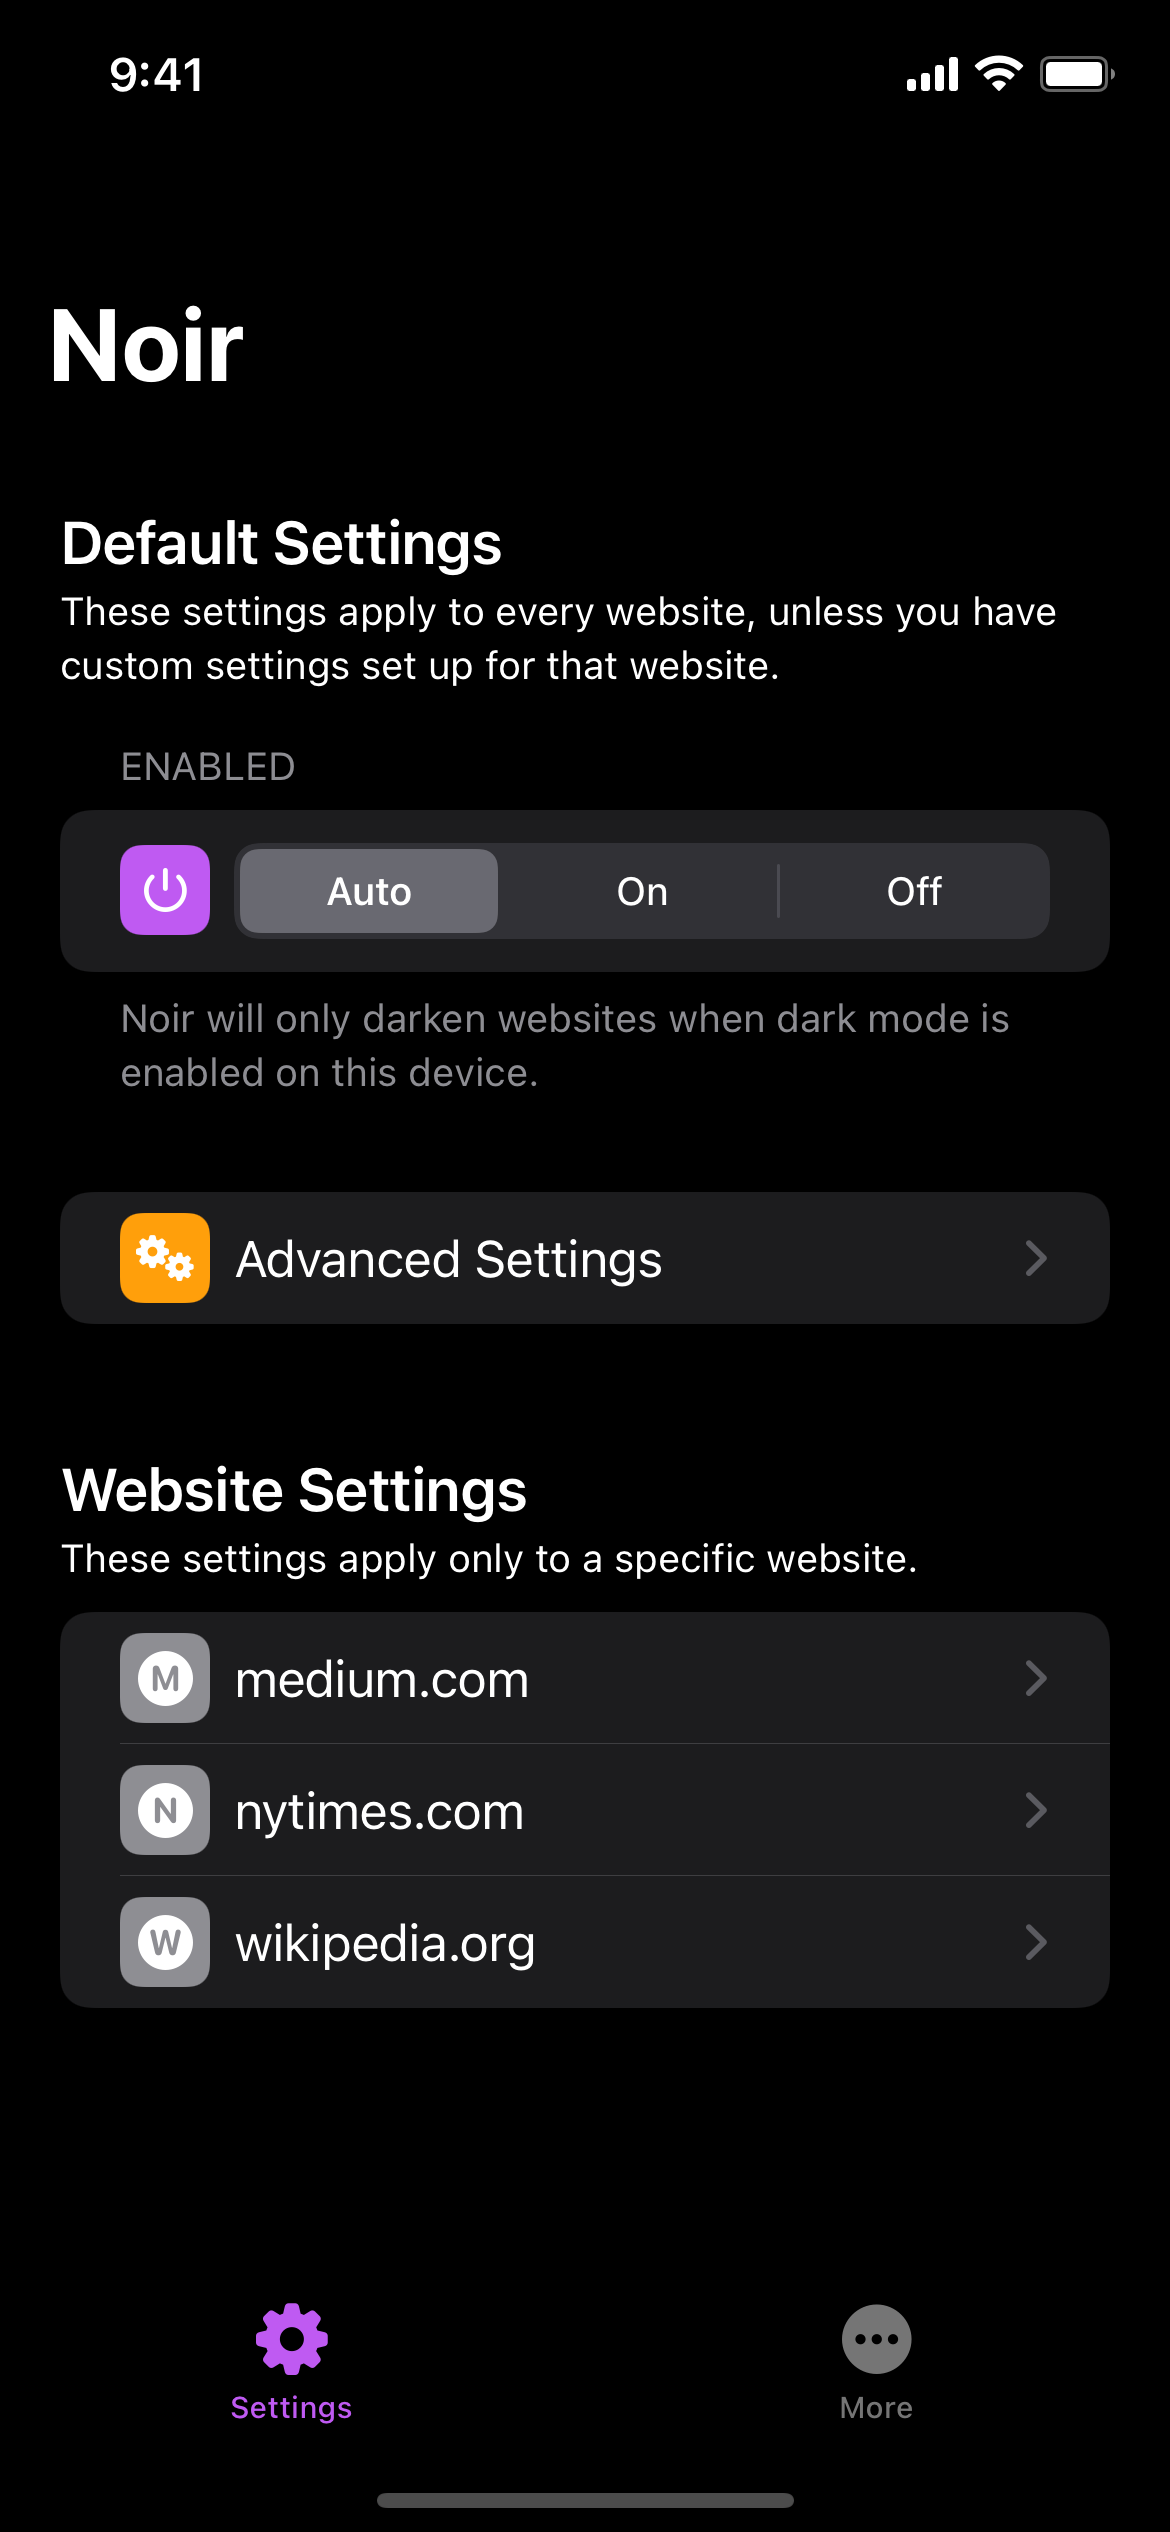 9:41
Noir
Default Settings
These settings apply to every website, unless you have
custom settings set up for that website.
ENABLED
Auto On Off
Noir will only darken websites when dark mode is
enabled on this device.
Advanced Settings
Website Settings
These settings apply only to a specific website.
M medium.com
N nytimes.com
W wikipedia.org
Settings More